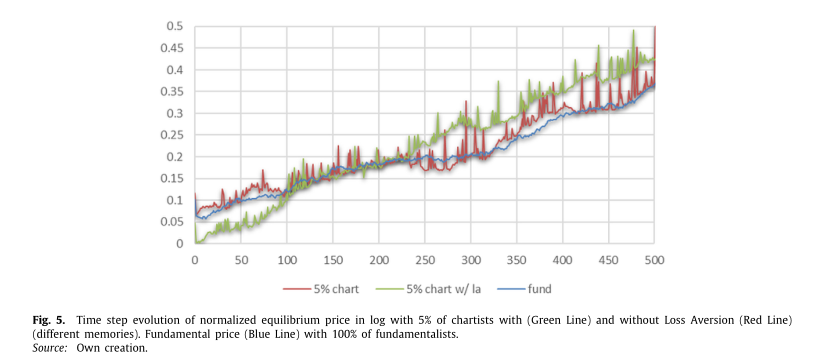 0.5
0.45
0.4
0.35
0.3
0.25
0.2
0.15
0.1
0.05
0
0 50 100 150 200 250 300 350 400 450 500
5% chart 5% chart w/ la fund
Fig. 5. Time step evolution of normalized equilibrium price in log with 5% of chartists with (Green Line) and without Loss Aversion (Red Line)
(different memories). Fundamental price (Blue Line) with 100% of fundamentalists.
Source: Own creation.